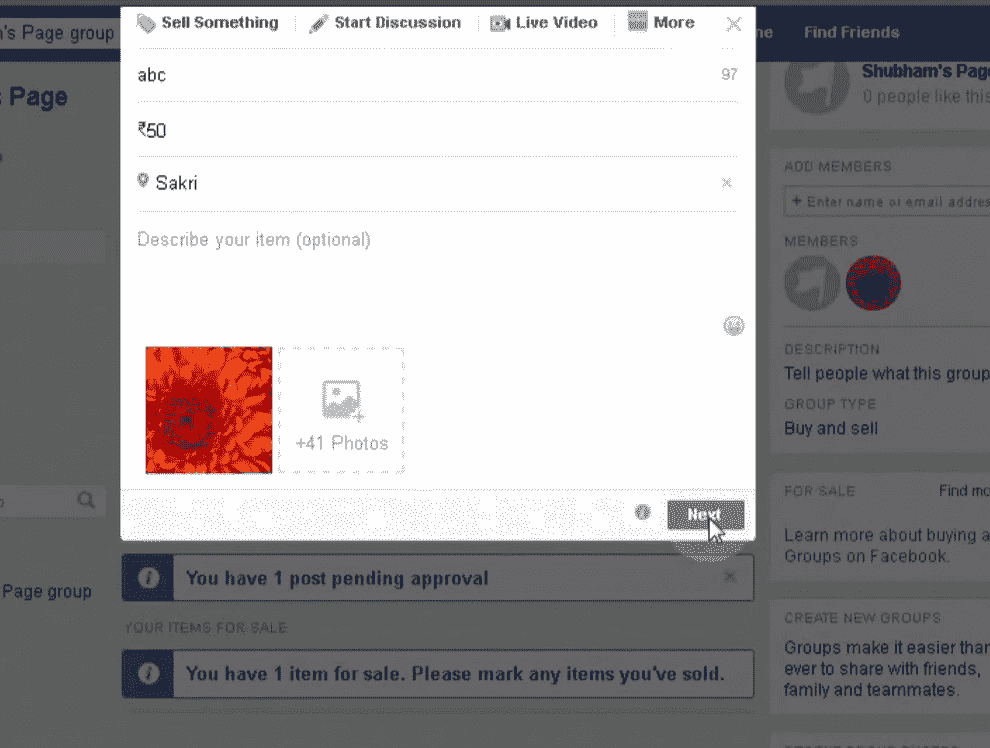 Sell Something
Start Discussion
Live Video
More
's Page group
Find Friends
abc
97
₹50
Sakri
Describe your item (optional)
+41 Photos
Next
s Page
Page group
You have 1 post pending approval
YOUR ITEMS FOR SALE
You have 1 item for sale. Please mark any items you've sold.
Shubham's Page
0 people like this
ADD MEMBERS
+ Enter name or email addres
MEMBERS
DESCRIPTION
Tell people what this group
GROUP TYPE
Buy and sell
FOR SALE
Find mo
Learn more about buying a
Groups on Facebook.
CREATE NEW GROUPS
Groups make it easier than
ever to share with friends,
family and teammates.